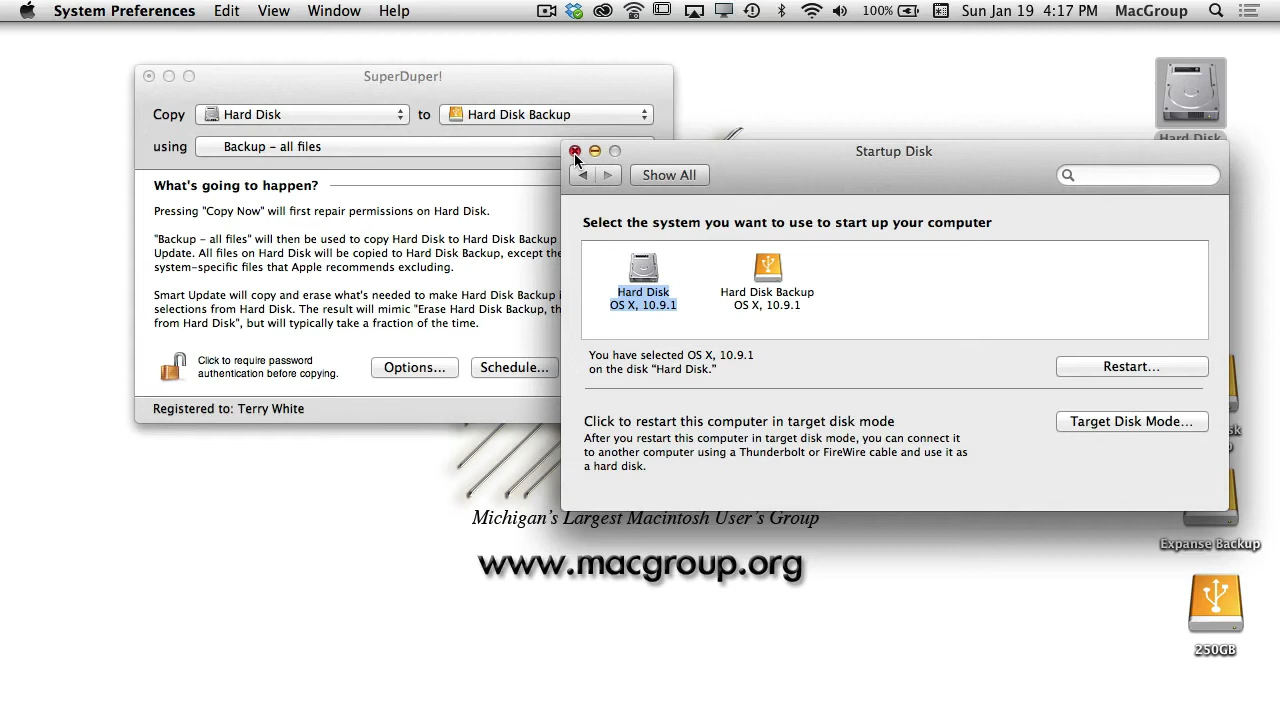 System Preferences Edit View Window Help 100% Sun Jan 19 4:17 PM MacGroup
SuperDuper!
Copy Hard Disk to Hard Disk Backup
using Backup - all files
What's going to happen?
Pressing "Copy Now" will first repair permissions on Hard Disk.
"Backup - all files" will then be used to copy Hard Disk to Hard Disk Backup
Update. All files on Hard Disk will be copied to Hard Disk Backup, except the
system-specific files that Apple recommends excluding.
Smart Update will copy and erase what's needed to make Hard Disk Backup
selections from Hard Disk. The result will mimic "Erase Hard Disk Backup, th
from Hard Disk", but will typically take a fraction of the time.
Click to require password
authentication before copying.
Options...
Schedule...
Registered to: Terry White
Startup Disk
Show All
Select the system you want to use to start up your computer
Hard Disk
OS X, 10.9.1
Hard Disk Backup
OS X, 10.9.1
You have selected OS X, 10.9.1
on the disk “Hard Disk.”
Restart...
Click to restart this computer in target disk mode
After you restart this computer in target disk mode, you can connect it
to another computer using a Thunderbolt or FireWire cable and use it as
a hard disk.
Target Disk Mode...
Hard Disk
Expanse Backup
250GB
Michigan's Largest Macintosh User's Group
www.macgroup.org